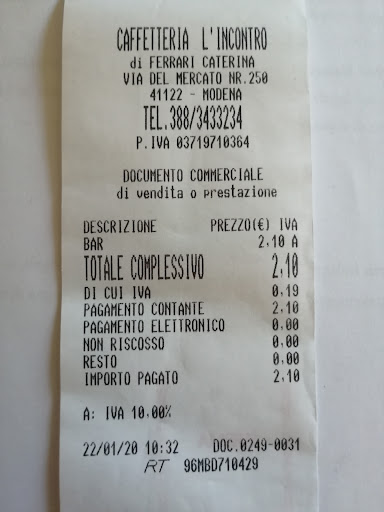 CAFFETTERIA L'INCONTRO
di FERRARI CATERINA
VIA DEL MERCATO NR.250
41122 - MODENA
TEL.388/3433234
P.IVA 03719710364
DOCUMENTO COMMERCIALE
di vendita o prestazione
DESCRIZIONE PREZZO(€) IVA
BAR 2,10 A
TOTALE COMPLESSIVO 2,10
DI CUI IVA 0,19
PAGAMENTO CONTANTE 2,10
PAGAMENTO ELETTRONICO 0,00
NON RISCOSSO 0,00
RESTO 0,00
IMPORTO PAGATO 2,10
A: IVA 10,00%
22/01/20 10:32 DOC.0249-0031
RT 96MBD710429